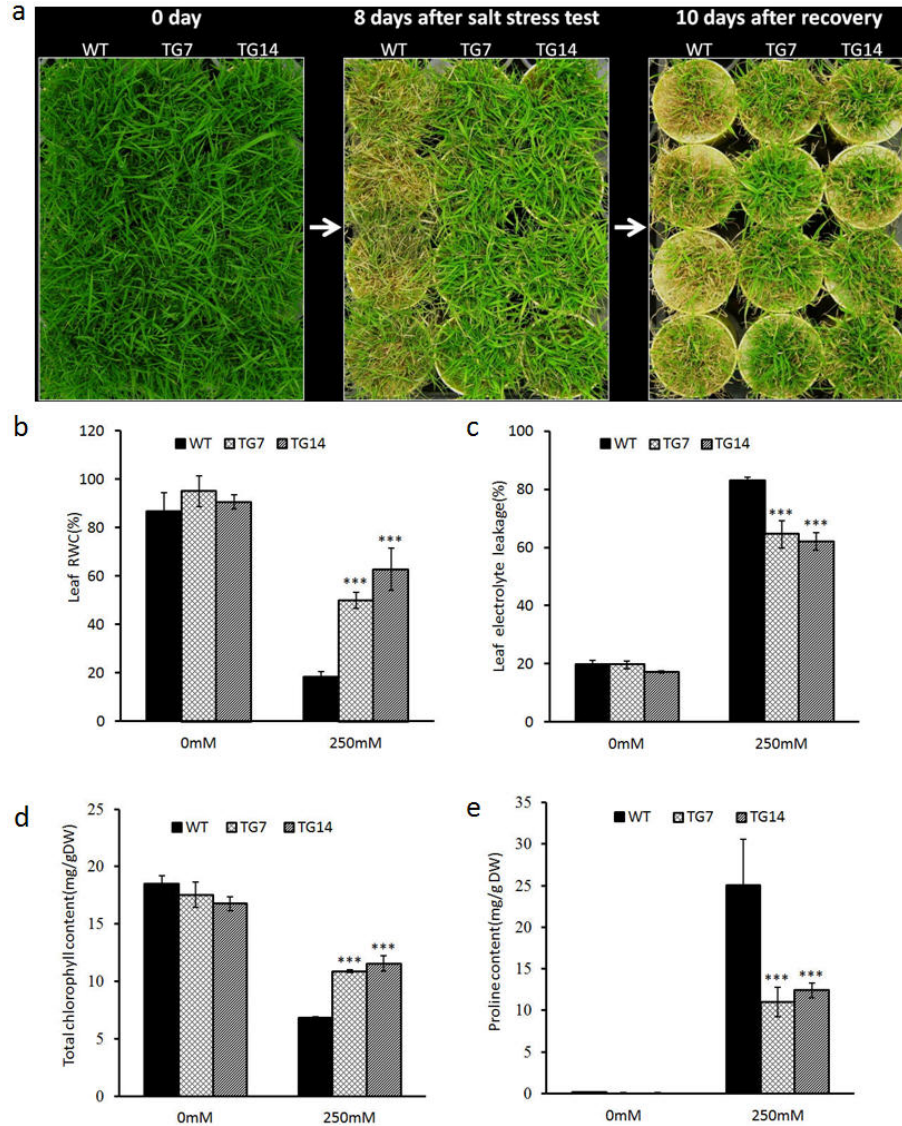 a
0 day
8 days after salt stress test
10 days after recovery
WT TG7 TG14
WT TG7 TG14
WT TG7 TG14
b
Leaf RWC(%)
120
100
80
60
40
20
0
WT TG7 TG14
*** ***
0mM 250mM
c
Leaf electrolyte leakage(%)
100
80
60
40
20
0
WT TG7 TG14
*** ***
0mM 250mM
d
Total chlorophyll content(mg/gDW)
25
20
15
10
5
0
WT TG7 TG14
*** ***
0mM 250mM
e
Proline content(mg/g DW)
35
30
25
20
15
10
5
0
WT TG7 TG14
*** ***
0mM 250mM